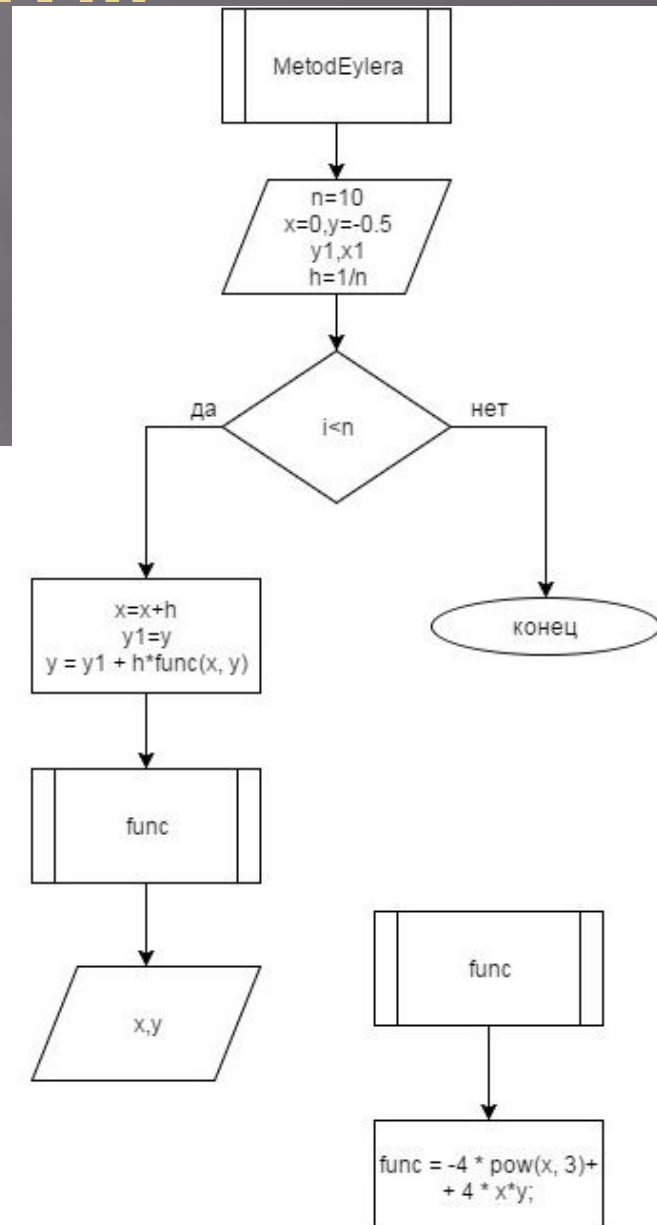 MetodEylera
n=10
x=0,y=-0.5
y1,x1
h=1/n
да
i<n
нет
x=x+h
y1=y
y = y1 + h*func(x, y)
конец
func
x,y
func
func = -4 * pow(x, 3)+
+ 4 * x*y;